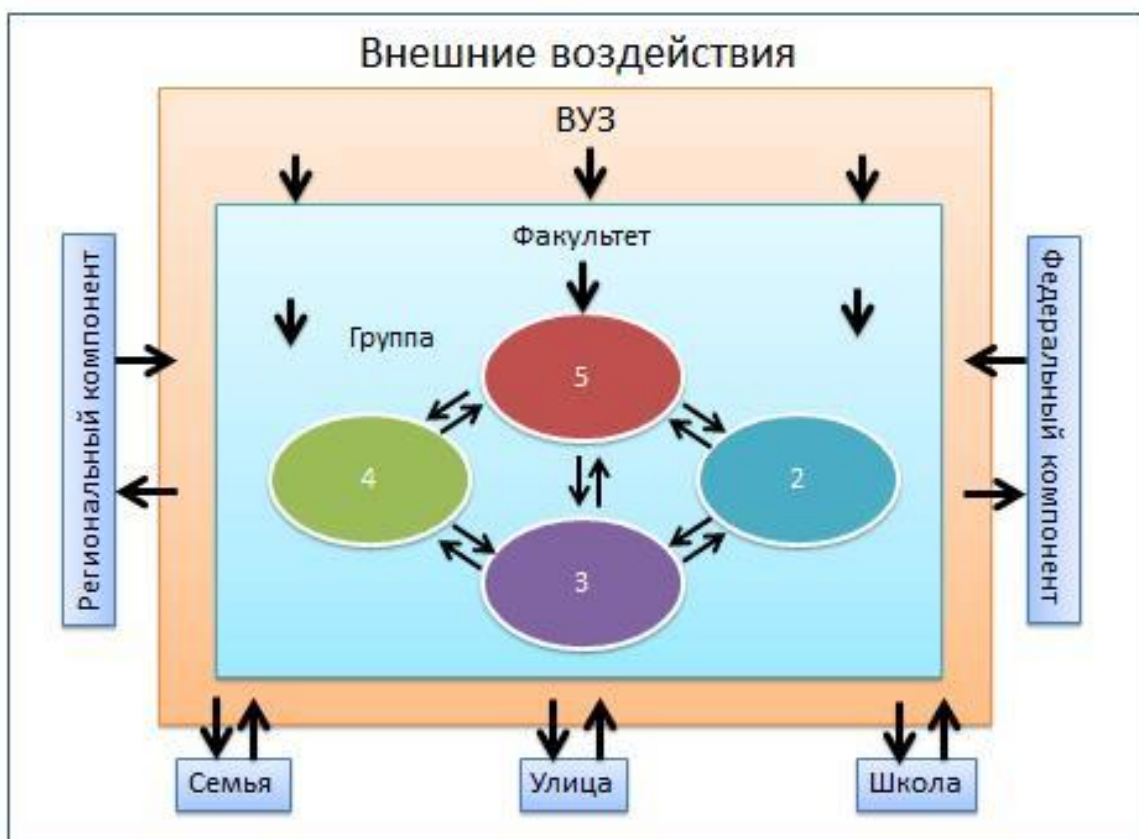 Внешние воздействия
ВУЗ
Факультет
Группа
5
4
2
3
Региональный компонент
Федеральный компонент
Семья
Улица
Школа